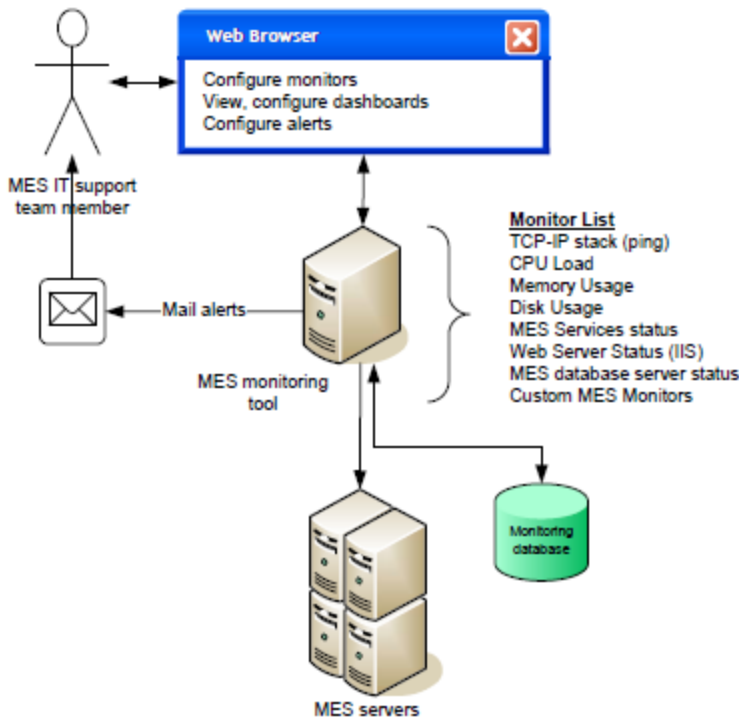 Web Browser
Configure monitors
View, configure dashboards
Configure alerts
MES IT support
team member
Mail alerts
MES monitoring
tool
Monitor List
TCP-IP stack (ping)
CPU Load
Memory Usage
Disk Usage
MES Services status
Web Server Status (IIS)
MES database server status
Custom MES Monitors
Monitoring
database
MES servers